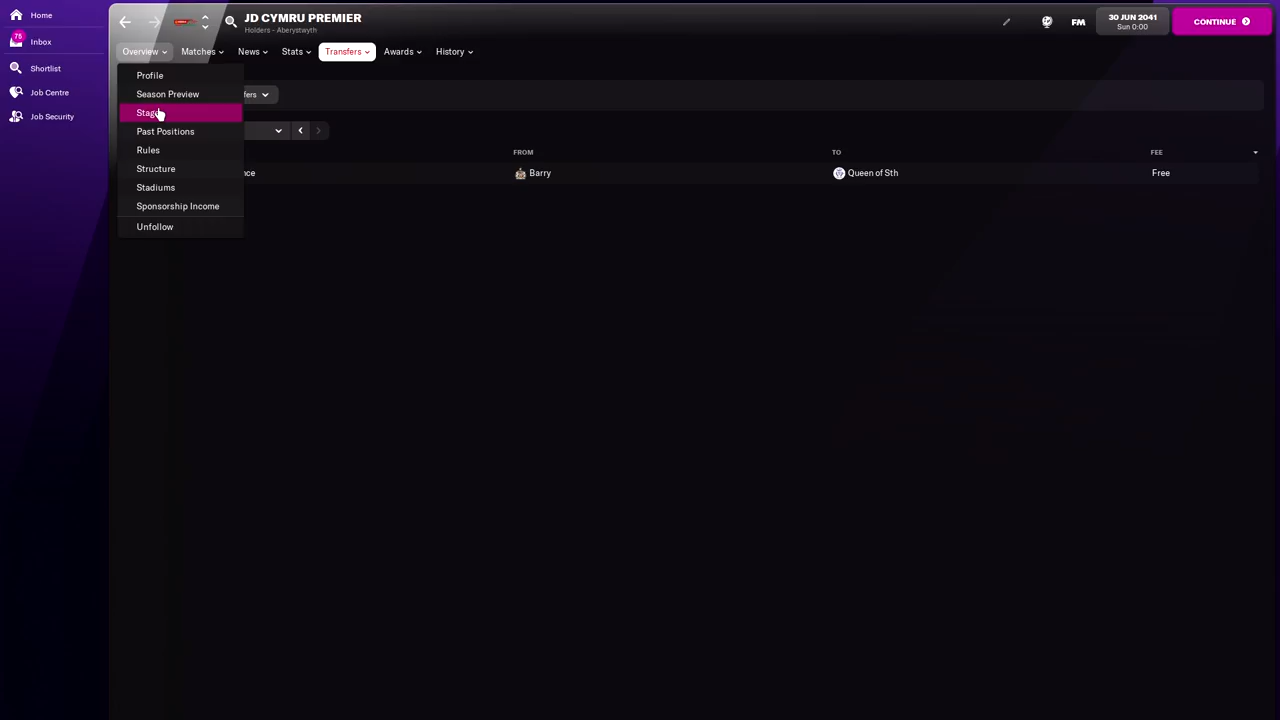 Home
75
Inbox
Shortlist
Job Centre
Job Security
JD CYMRU PREMIER
Holders - Aberystwyth
FM
30 JUN 2041
Sun 0:00
CONTINUE
Overview
Matches
News
Stats
Transfers
Awards
History
Profile
Season Preview
Past Positions
Rules
Structure
Stadiums
Sponsorship Income
Unfollow
FROM
TO
FEE
Barry
Queen of Sth
Free